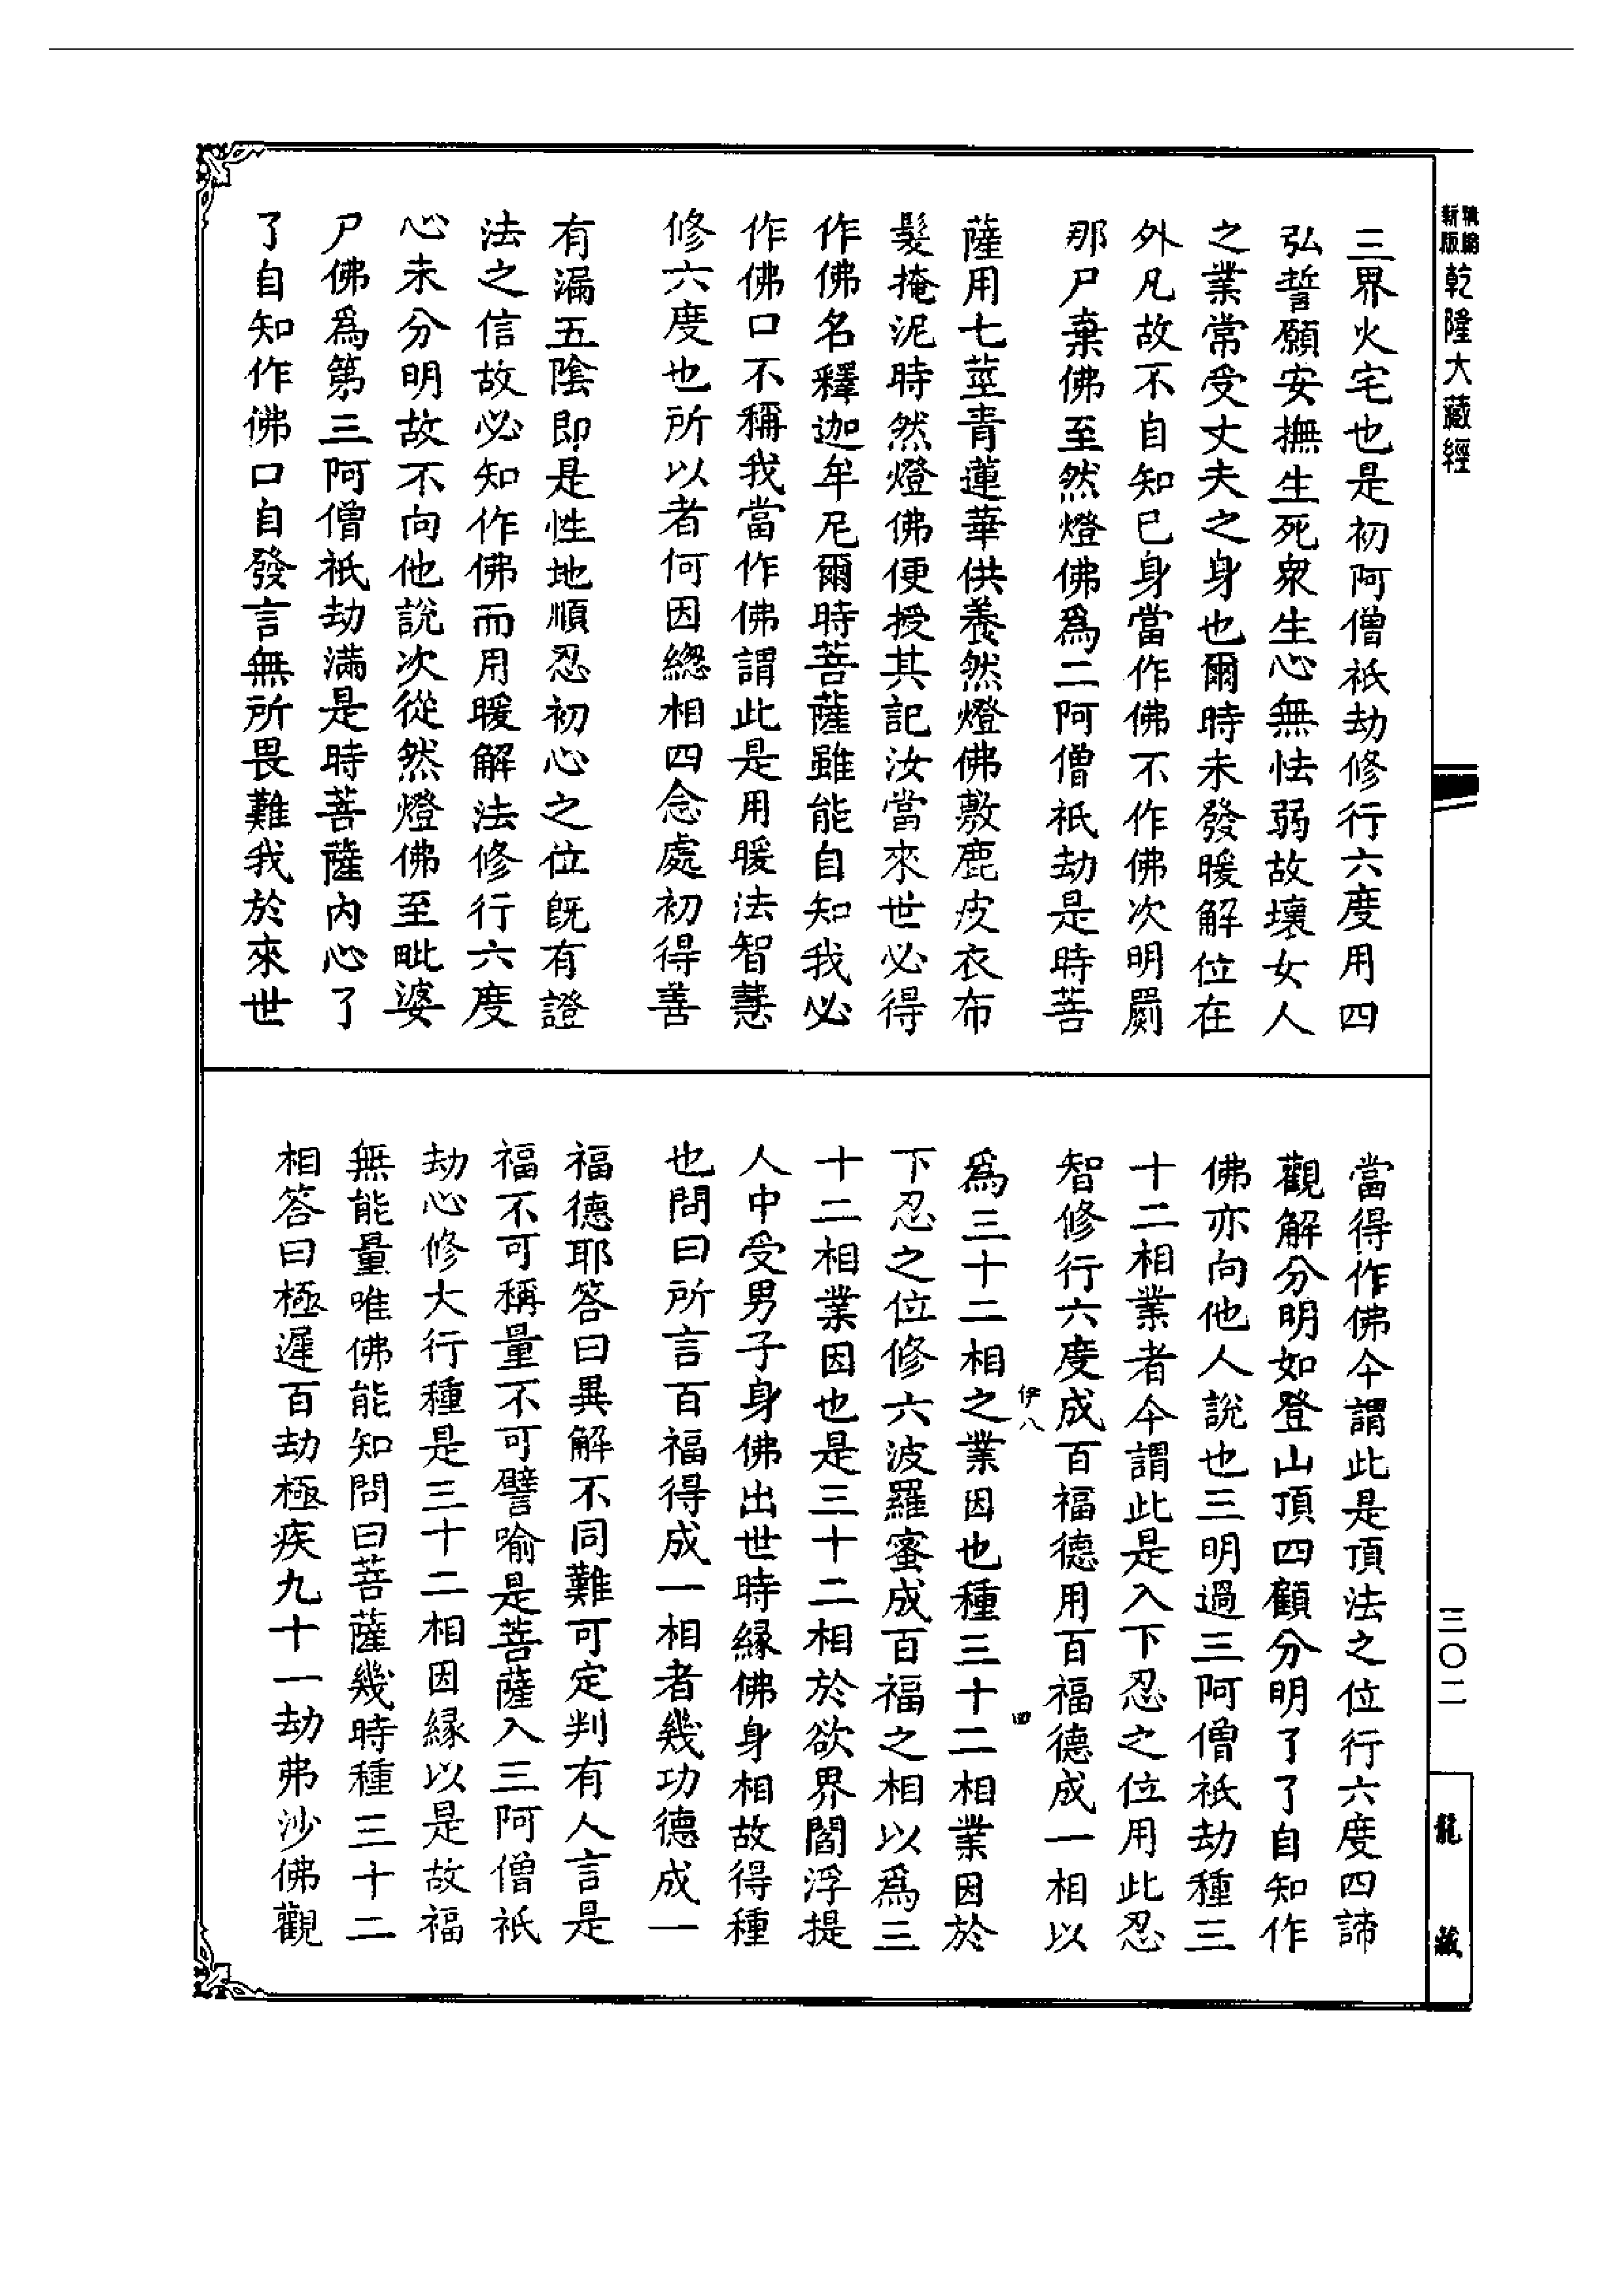 新版
精縮
乾隆大藏經
三〇二
龍藏
三界火宅也是初阿僧祇劫修行六度用四
弘誓願安撫生死衆生心無怯弱故壞女人
之業常受丈夫之身也爾時未發暖解位在
外凡故不自知已身當作佛不作佛次明罽
那尸棄佛至然燈佛爲二阿僧祇劫是時菩
薩用七莖青蓮華供養然燈佛敷鹿皮衣布
髮掩泥時然燈佛便授其記汝當來世必得
作佛名釋迦牟尼爾時菩薩雖能自知我必
作佛口不稱我當作佛謂此是用暖法智慧
修六度也所以者何因緫相四念處初得善
有漏五陰即是性地順忍初心之位旣有證
法之信故必知作佛而用暖解法修行六度
心未分明故不向他說次從然燈佛至毗婆
尸佛爲第三阿僧祇劫滿是時菩薩內心了
了自知作佛口自發言無所畏難我於來世
當得作佛今謂此是頂法之位行六度四諦
觀解分明如登山頂四顧分明了了自知作
佛亦向他人說也三明過三阿僧祇劫種三
十二相業者今謂此是入下忍之位用此忍
智修行六度成百福德用百福德成一相以
伊八
四
爲三十二相之業因也種三十二相業因於
下忍之位修六波羅蜜成百福之相以爲三
十二相業因也是三十二相於欲界閻浮提
人中受男子身佛出世時緣佛身相故得種
也問曰所言百福得成一相者幾功德成一
福德耶答曰異解不同難可定判有人言是
福不可稱量不可譬喻是菩薩入三阿僧祇
劫心修大行種是三十二相因緣以是故福
無能量唯佛能知問曰菩薩幾時種三十二
相答曰極遲百劫極疾九十一劫弗沙佛觀